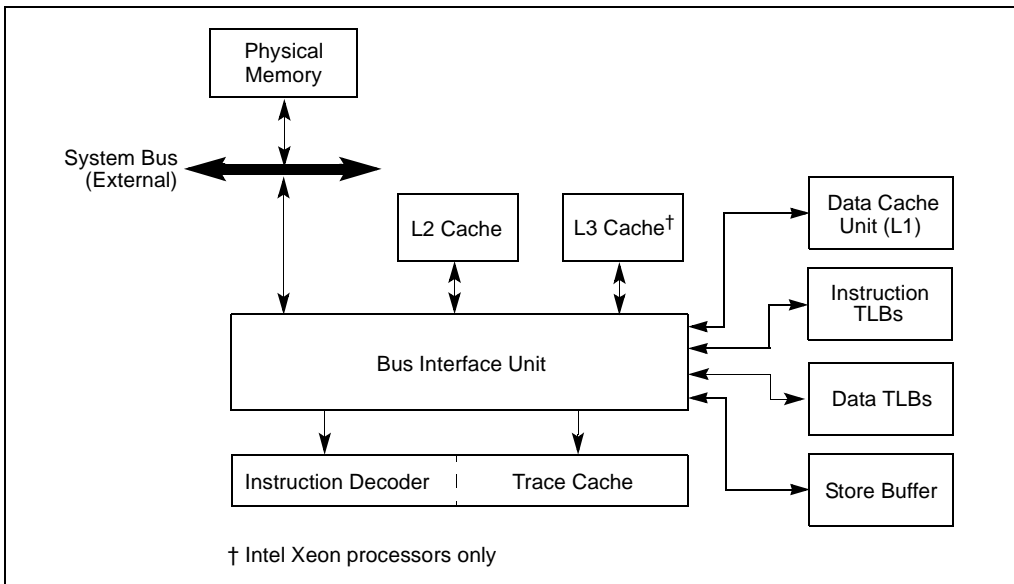 Physical
Memory
System Bus
(External)
L2 Cache
L3 Cache†
Data Cache
Unit (L1)
Instruction
TLBs
Bus Interface Unit
Data TLBs
Instruction Decoder
Trace Cache
Store Buffer
† Intel Xeon processors only